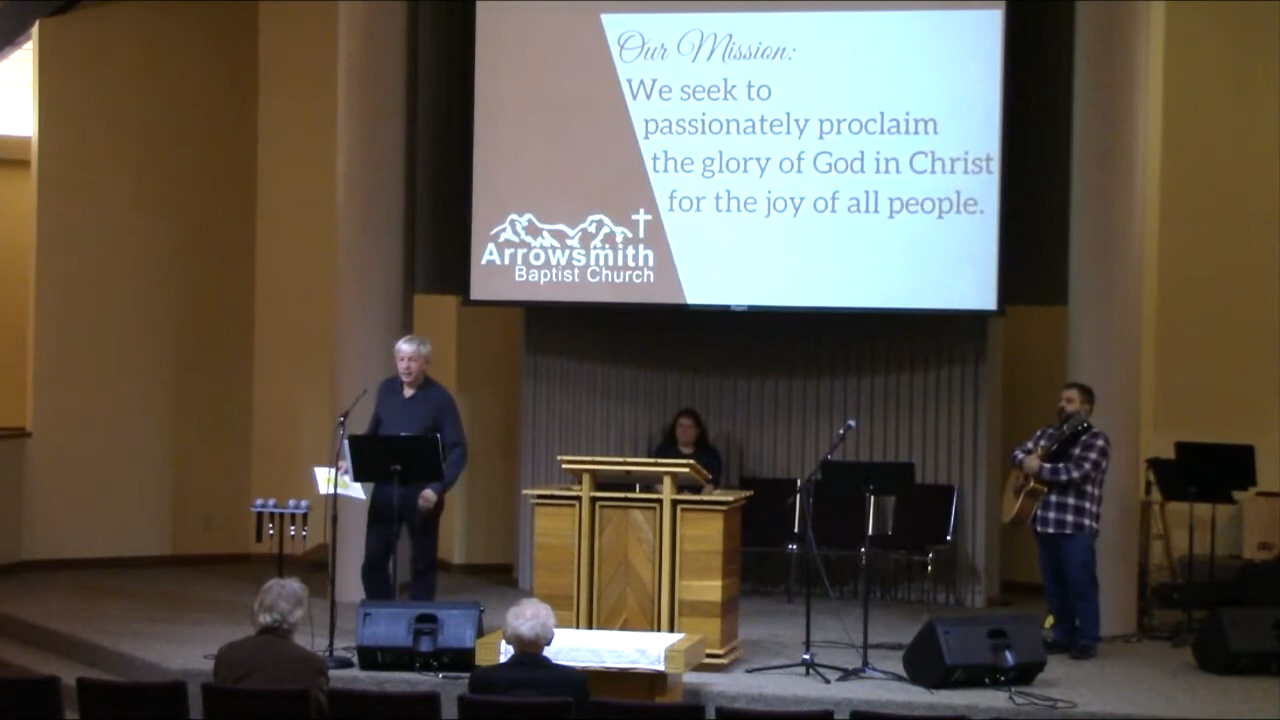 Our Mission:
We seek to
passionately proclaim
the glory of God in Christ
for the joy of all people.
Arrowsmith
Baptist Church